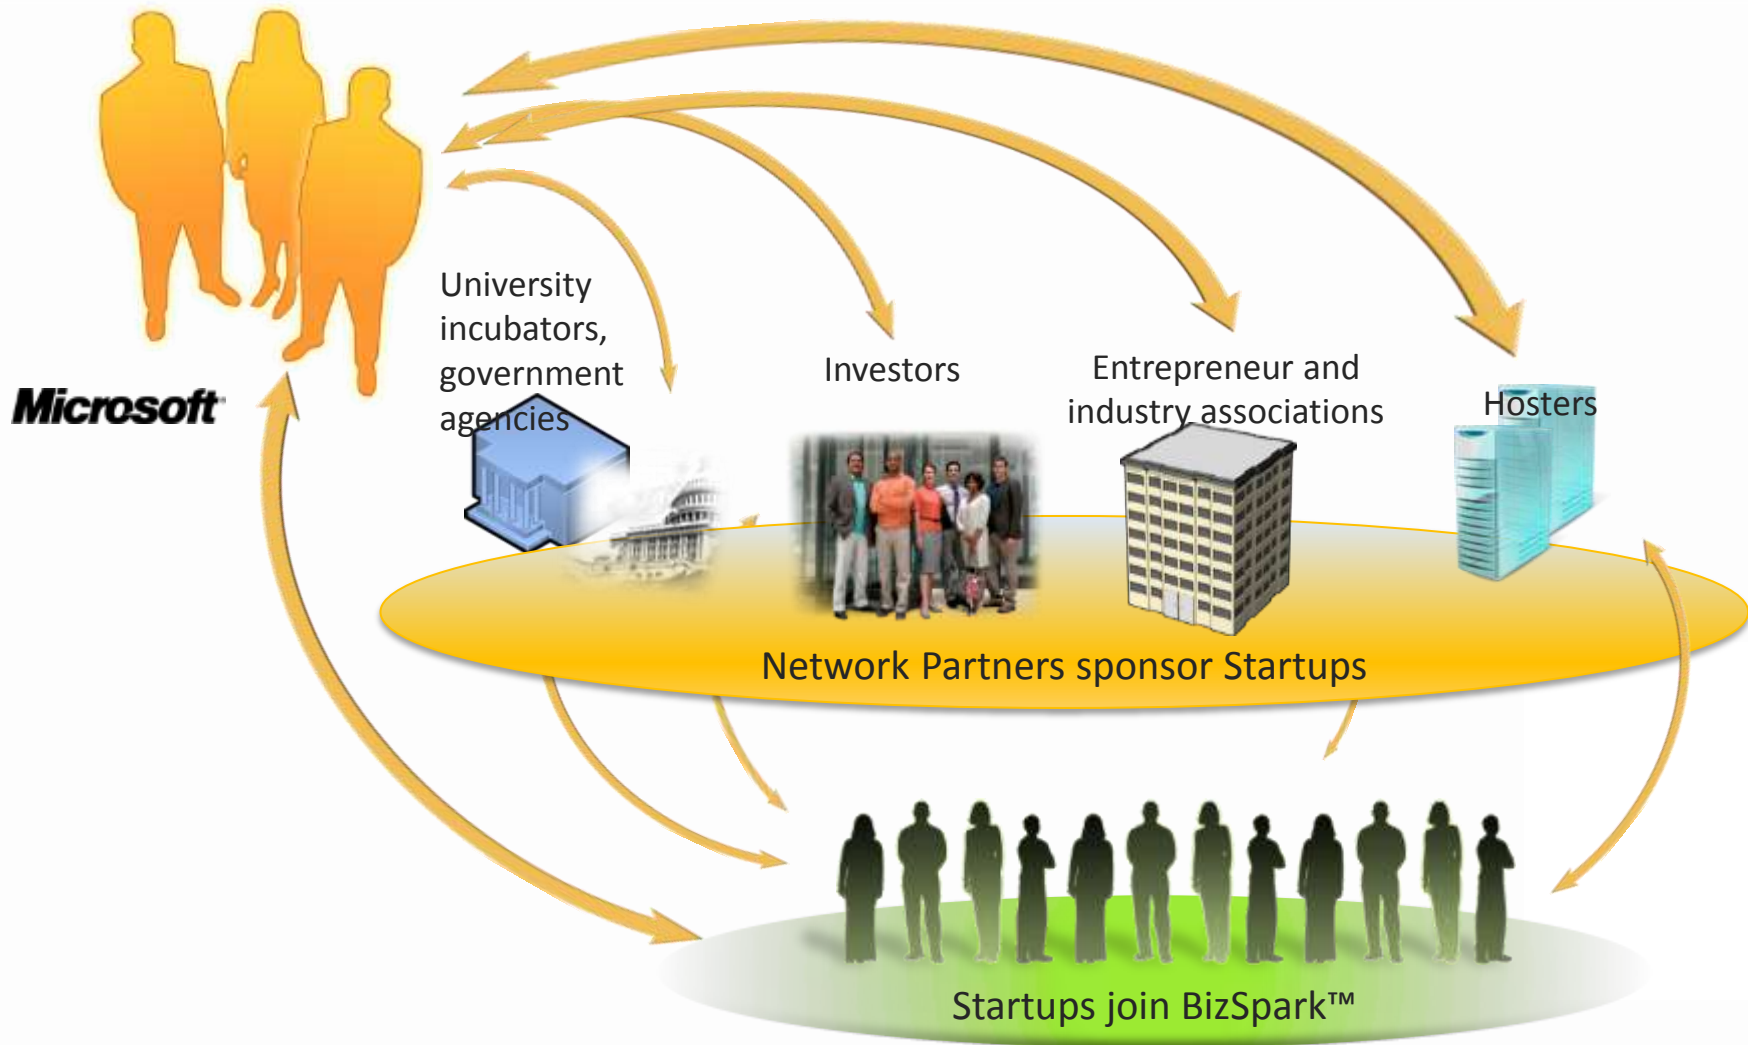 Microsoft
University
incubators,
government
agencies
Investors
Entrepreneur and
industry associations
Hosters
Network Partners sponsor Startups
Startups join BizSpark™